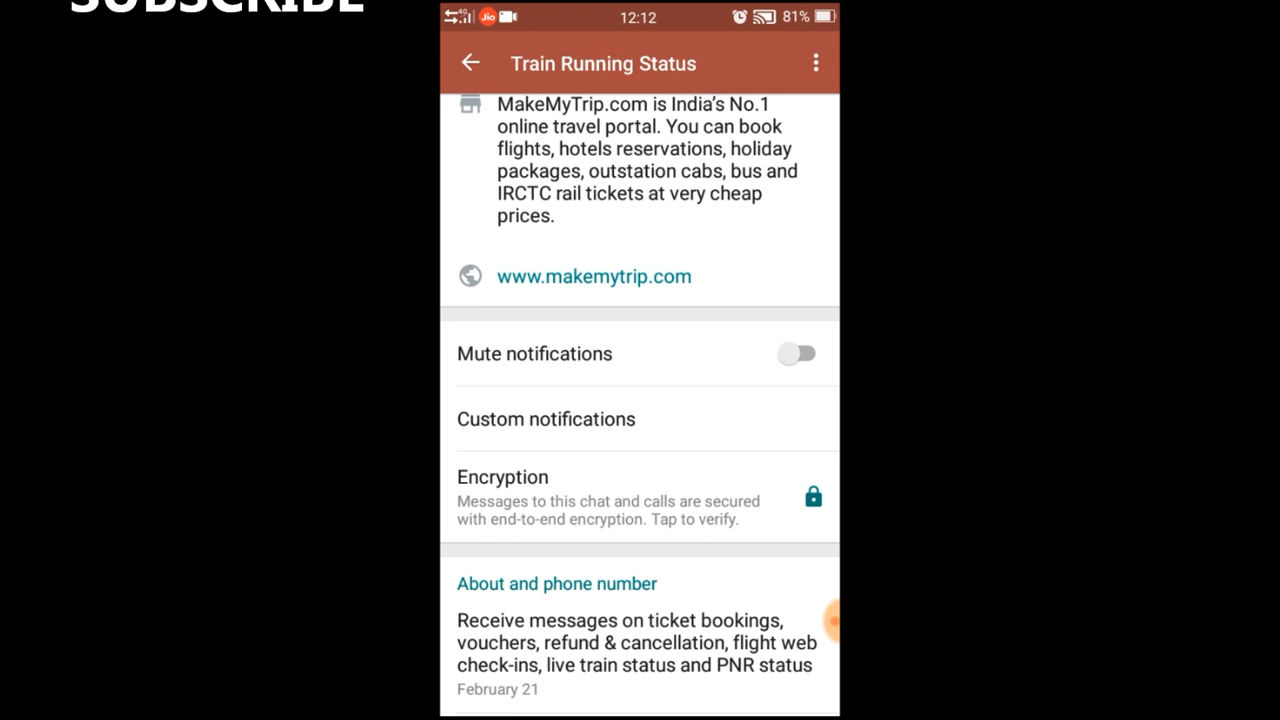 SUBSCRIBE
4G Jio 12:12 81%
Train Running Status
MakeMyTrip.com is India's No.1
online travel portal. You can book
flights, hotels reservations, holiday
packages, outstation cabs, bus and
IRCTC rail tickets at very cheap
prices.
www.makemytrip.com
Mute notifications
Custom notifications
Encryption
Messages to this chat and calls are secured
with end-to-end encryption. Tap to verify.
About and phone number
Receive messages on ticket bookings,
vouchers, refund & cancellation, flight web
check-ins, live train status and PNR status
February 21